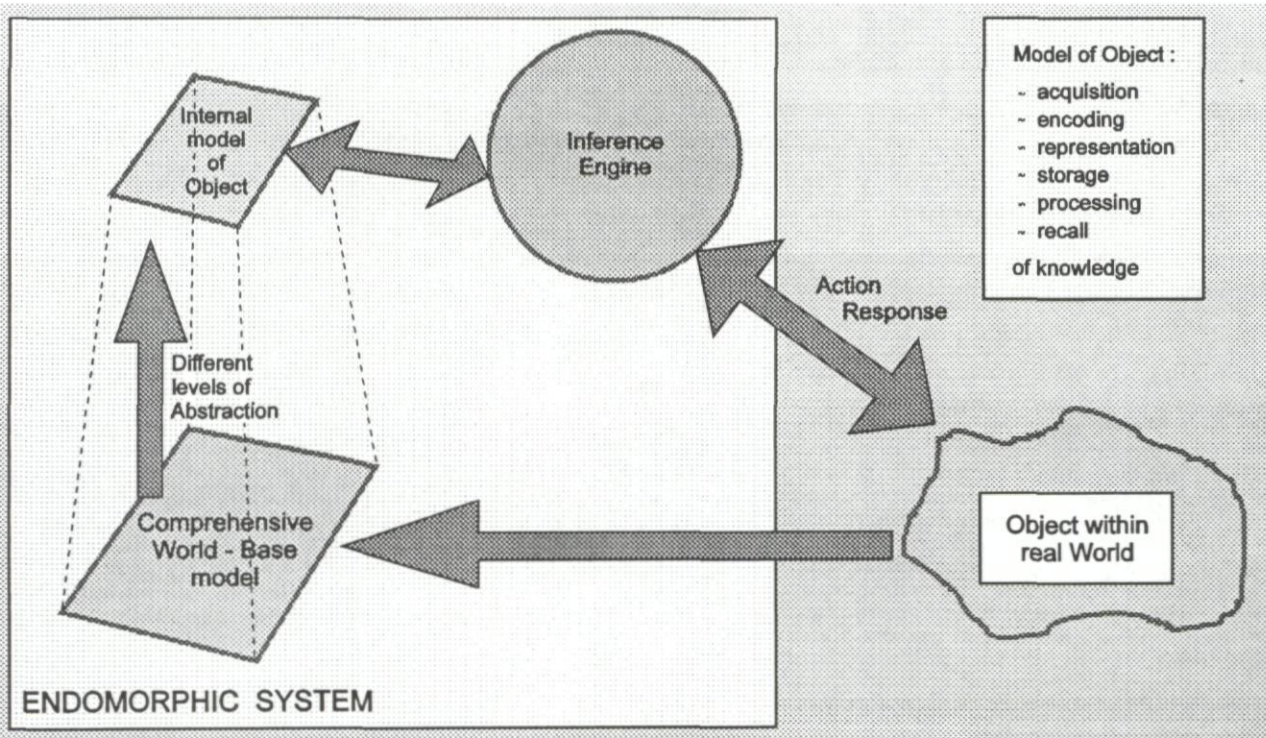 Internal
model
of
Object
Inference
Engine
Model of Object :
~ acquisition
~ encoding
~ representation
~ storage
~ processing
~ recall
of knowledge
Action
Response
Different
levels of
Abstraction
Comprehensive
World - Base
model
Object within
real World
ENDOMORPHIC SYSTEM